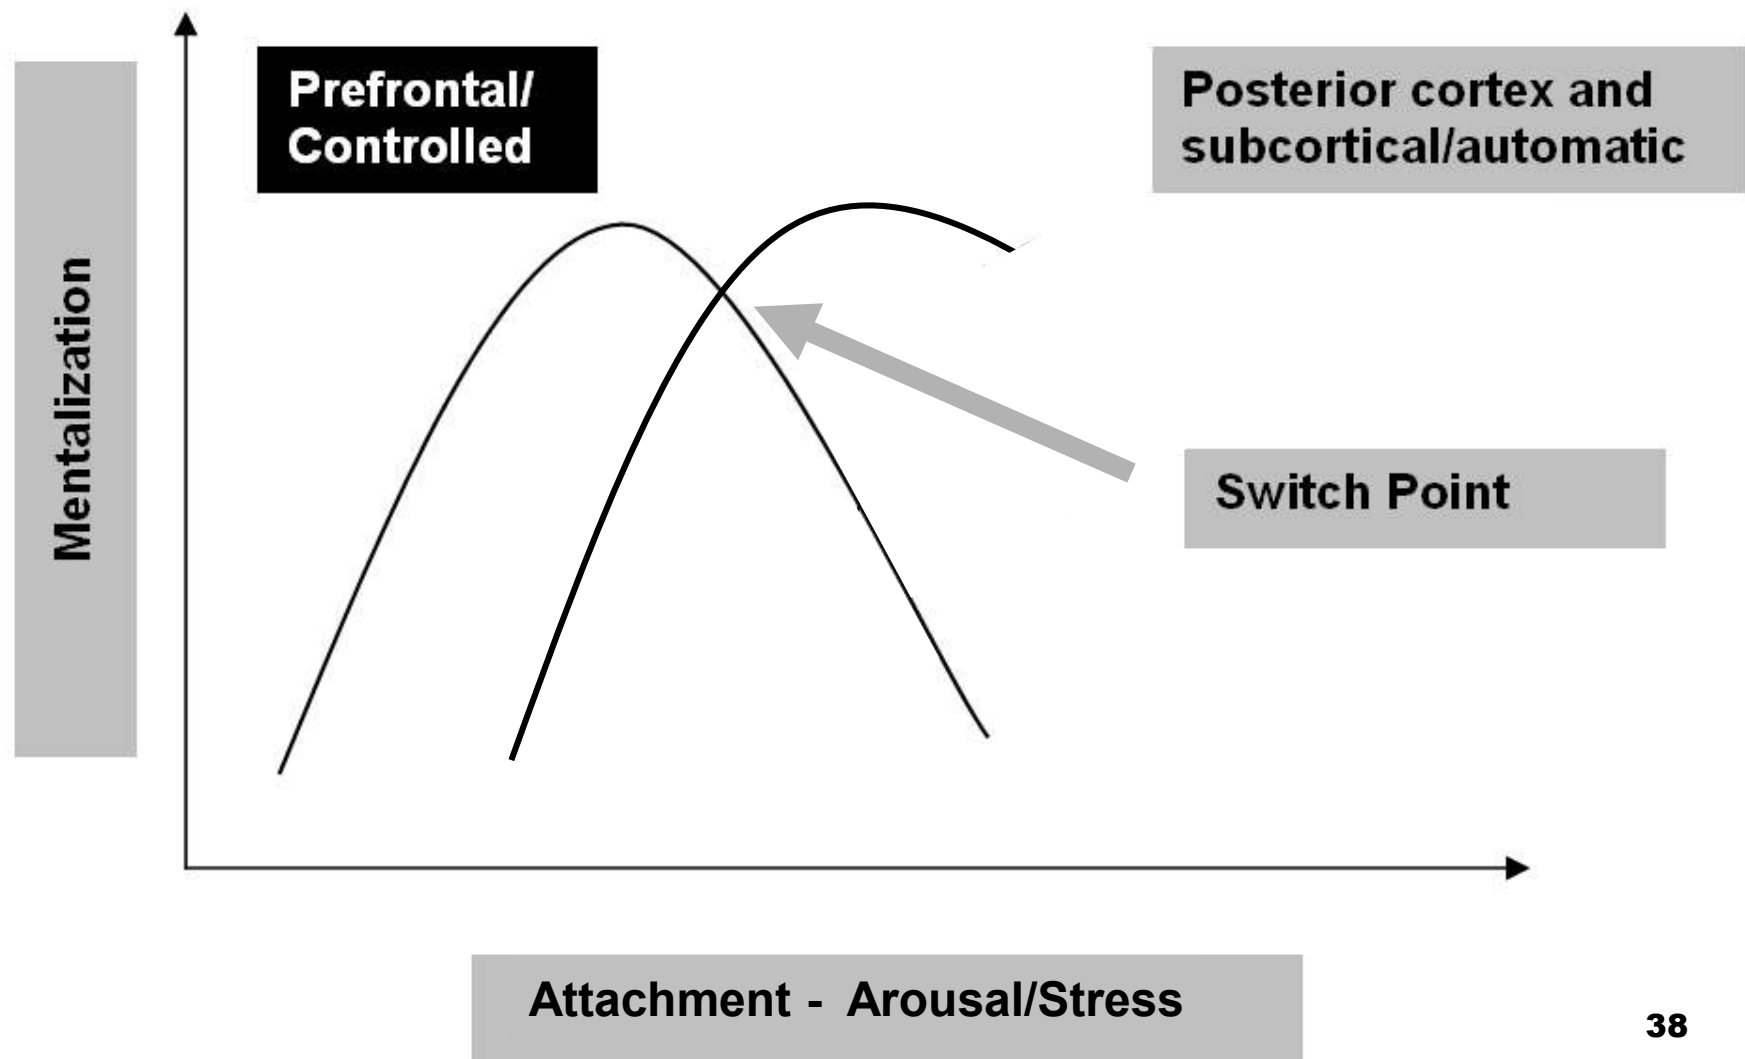 Prefrontal/
Controlled
Posterior cortex and
subcortical/automatic
Mentalization
Switch Point
Attachment - Arousal/Stress
38